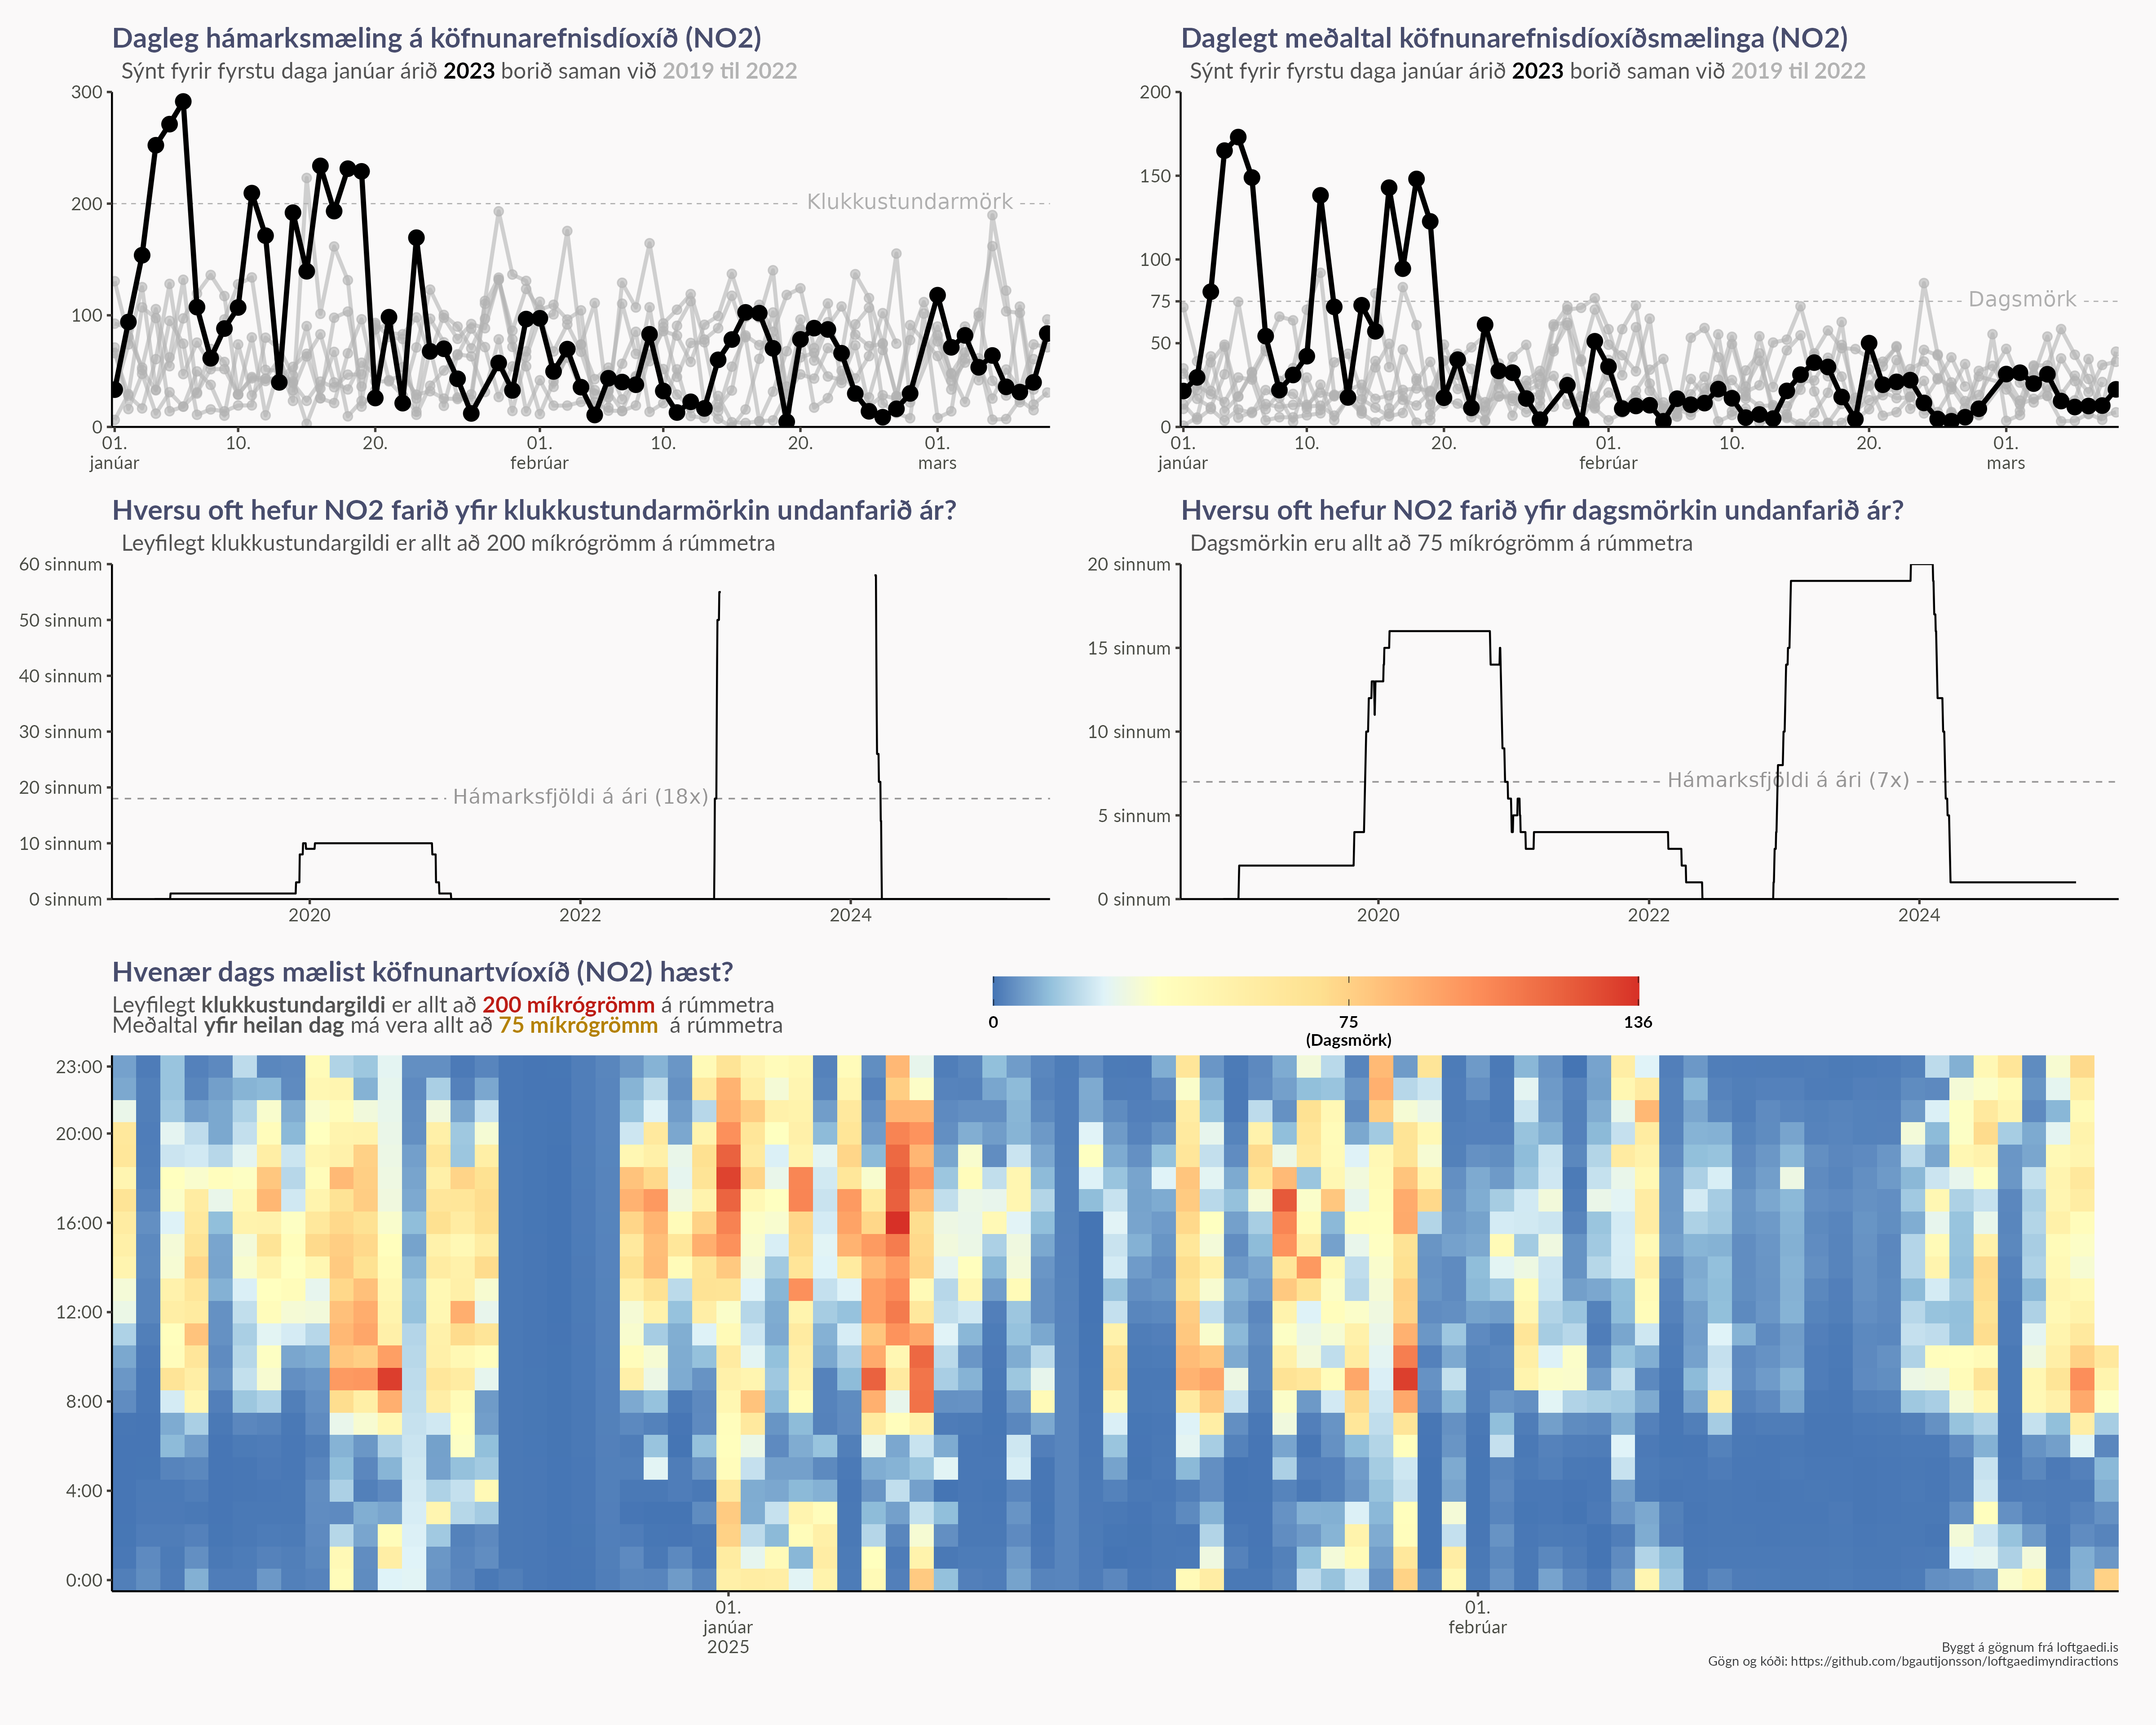 Dagleg hámarksmæling á köfnunarefnisdíoxíð (NO2)
Sýnt fyrir fyrstu daga janúar árið 2023 borið saman við 2019 til 2022
300
200
100
0
Klukkustundarmörk
01. 10. 20. 01. 10. 20. 01.
janúar febrúar mars
Daglegt meðaltal köfnunarefnisdíoxíðsmælinga (NO2)
Sýnt fyrir fyrstu daga janúar árið 2023 borið saman við 2019 til 2022
200
150
100
75
50
0
Dagsmörk
01. 10. 20. 01. 10. 20. 01.
janúar febrúar mars
Hversu oft hefur NO2 farið yfir klukkustundarmörkin undanfarið ár?
Leyfilegt klukkustundargildi er allt að 200 míkrógrömm á rúmmetra
60 sinnum
50 sinnum
40 sinnum
30 sinnum
20 sinnum
10 sinnum
0 sinnum
Hámarksfjöldi á ári (18x)
2020 2022 2024
Hversu oft hefur NO2 farið yfir dagsmörkin undanfarið ár?
Dagsmörkin eru allt að 75 míkrógrömm á rúmmetra
20 sinnum
15 sinnum
10 sinnum
5 sinnum
0 sinnum
Hámarksfjöldi á ári (7x)
2020 2022 2024
Hvenær dags mælist köfnunartvíoxíð (NO2) hæst?
Leyfilegt klukkustundargildi er allt að 200 míkrógrömm á rúmmetra
Meðaltal yfir heilan dag má vera allt að 75 míkrógrömm á rúmmetra
0 75 136
(Dagsmörk)
23:00
20:00
16:00
12:00
8:00
4:00
0:00
01. 01.
janúar febrúar
2025
Byggt á gögnum frá loftgaedi.is
Gögn og kóði: https://github.com/bgautijonsson/loftgaedimyndiractions